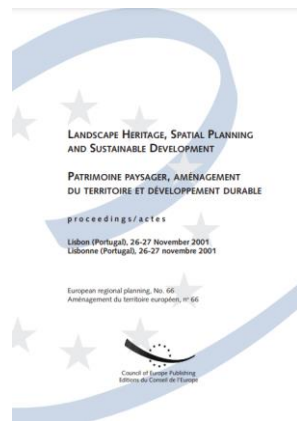 LANDSCAPE HERITAGE, SPATIAL PLANNING
AND SUSTAINABLE DEVELOPMENT
PATRIMOINE PAYSAGER, AMÉNAGEMENT
DU TERRITOIRE ET DÉVELOPPEMENT DURABLE
proceedings/actes
Lisbon (Portugal), 26-27 November 2001
Lisbonne (Portugal), 26-27 novembre 2001
European regional planning, No. 66
Aménagement du territoire européen, nº 66
Council of Europe Publishing
Editions du Conseil de l'Europe